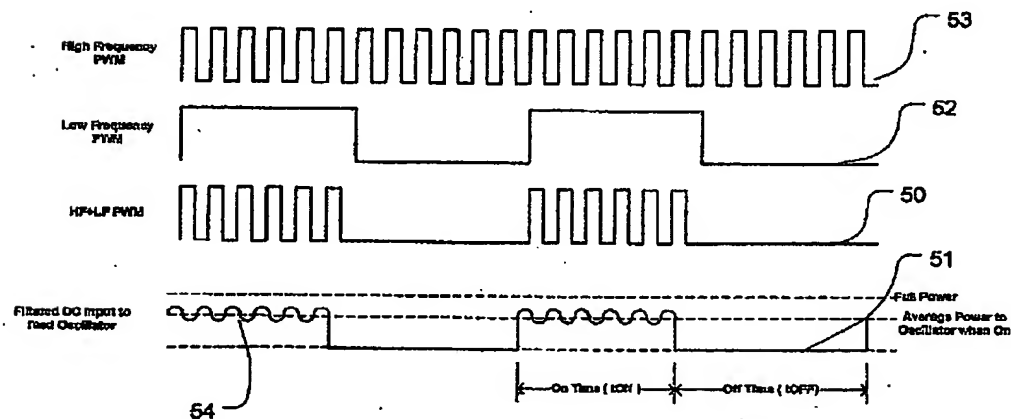 53
High Frequency
PWM
52
Low Frequency
PWM
50
HF+LF PWM
51
Full Power
Filtered DC Input to
Feed Oscillator
Average Power to
Oscillator when On
On Time ( tON )
Off Time ( tOFF)
54